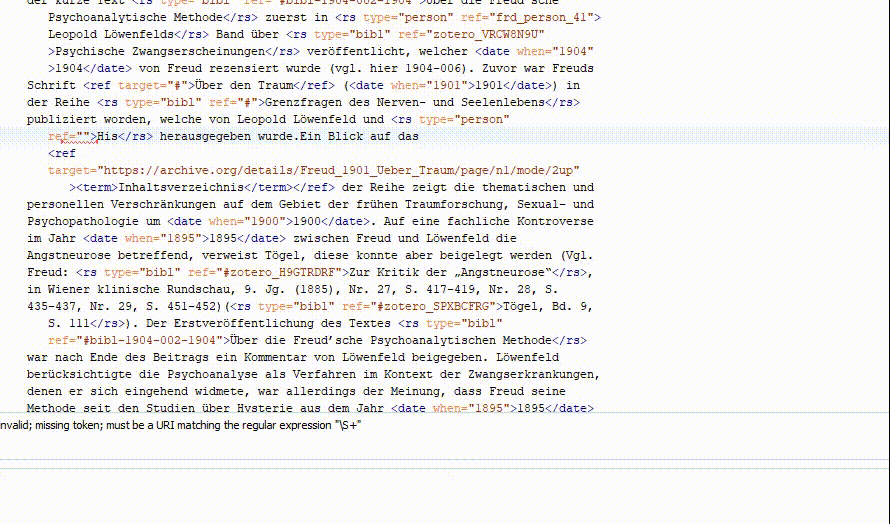 der kurze Text <rs type="bibl" ref="#bibl-1904-002-1904">Über die Freud'sche
Psychoanalytische Methode</rs> zuerst in <rs type="person" ref="frd_person_41">
Leopold Löwenfelds</rs> Band über <rs type="bibl" ref="zotero_VRCW8N9U"
>Psychische Zwangserscheinungen</rs> veröffentlicht, welcher <date when="1904"
>1904</date> von Freud rezensiert wurde (vgl. hier 1904-006). Zuvor war Freuds
Schrift <ref target="#">Über den Traum</ref> (<date when="1901">1901</date>) in
der Reihe <rs type="bibl" ref="#">Grenzfragen des Nerven- und Seelenlebens</rs>
publiziert worden, welche von Leopold Löwenfeld und <rs type="person"
ref="">His</rs> herausgegeben wurde.Ein Blick auf das
<ref
target="https://archive.org/details/Freud_1901_Ueber_Traum/page/n1/mode/2up"
><term>Inhaltsverzeichnis</term></ref> der Reihe zeigt die thematischen und
personellen Verschränkungen auf dem Gebiet der frühen Traumforschung, Sexual- und
Psychopathologie um <date when="1900">1900</date>. Auf eine fachliche Kontroverse
im Jahr <date when="1895">1895</date> zwischen Freud und Löwenfeld die
Angstneurose betreffend, verweist Tögel, diese konnte aber beigelegt werden (Vgl.
Freud: <rs type="bibl" ref="#zotero_H9GTRDRF">Zur Kritik der „Angstneurose“</rs>,
in Wiener klinische Rundschau, 9. Jg. (1885), Nr. 27, S. 417-419, Nr. 28, S.
435-437, Nr. 29, S. 451-452)(<rs type="bibl" ref="#zotero_SPXBCFRG">Tögel, Bd. 9,
S. 111</rs>). Der Erstveröffentlichung des Textes <rs type="bibl"
ref="#bibl-1904-002-1904">Über die Freud’sche Psychoanalytischen Methode</rs>
war nach Ende des Beitrags ein Kommentar von Löwenfeld beigegeben. Löwenfeld
berücksichtigte die Psychoanalyse als Verfahren im Kontext der Zwangserkrankungen,
denen er sich eingehend widmete, war allerdings der Meinung, dass Freud seine
Methode seit den Studien über Hysterie aus dem Jahr <date when="1895">1895</date>
nvalid; missing token; must be a URI matching the regular expression "\S+"